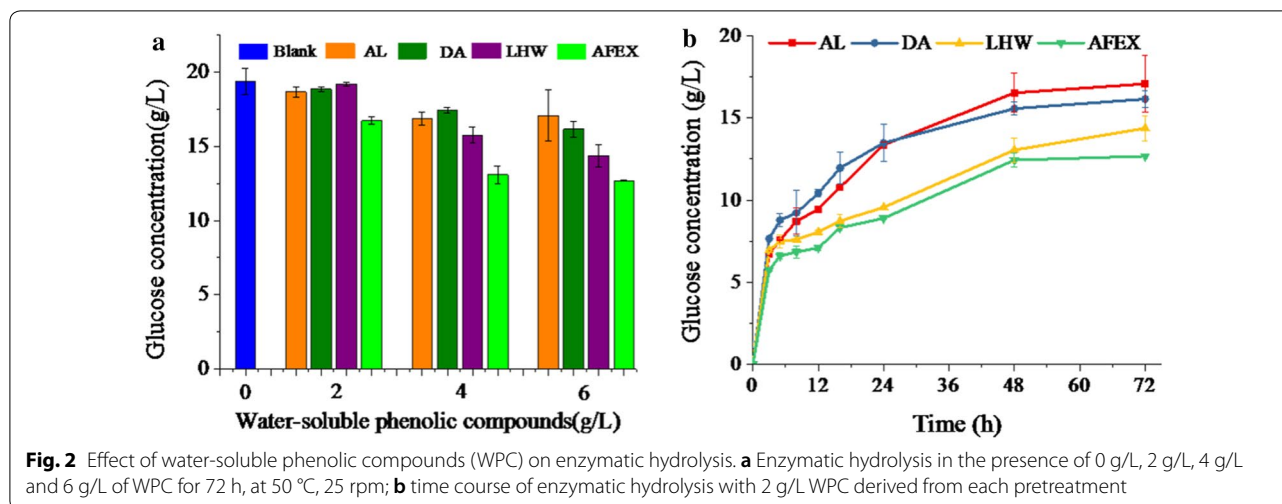 a
Blank AL DA LHW AFEX
Glucose concentration(g/L)
20
15
10
5
0
0 2 4 6
Water-soluble phenolic compounds(g/L)
b
AL DA LHW AFEX
Glucose concentration (g/L)
20
15
10
5
0
0 12 24 36 48 60 72
Time (h)
Fig. 2 Effect of water-soluble phenolic compounds (WPC) on enzymatic hydrolysis. a Enzymatic hydrolysis in the presence of 0 g/L, 2 g/L, 4 g/L
and 6 g/L of WPC for 72 h, at 50 °C, 25 rpm; b time course of enzymatic hydrolysis with 2 g/L WPC derived from each pretreatment